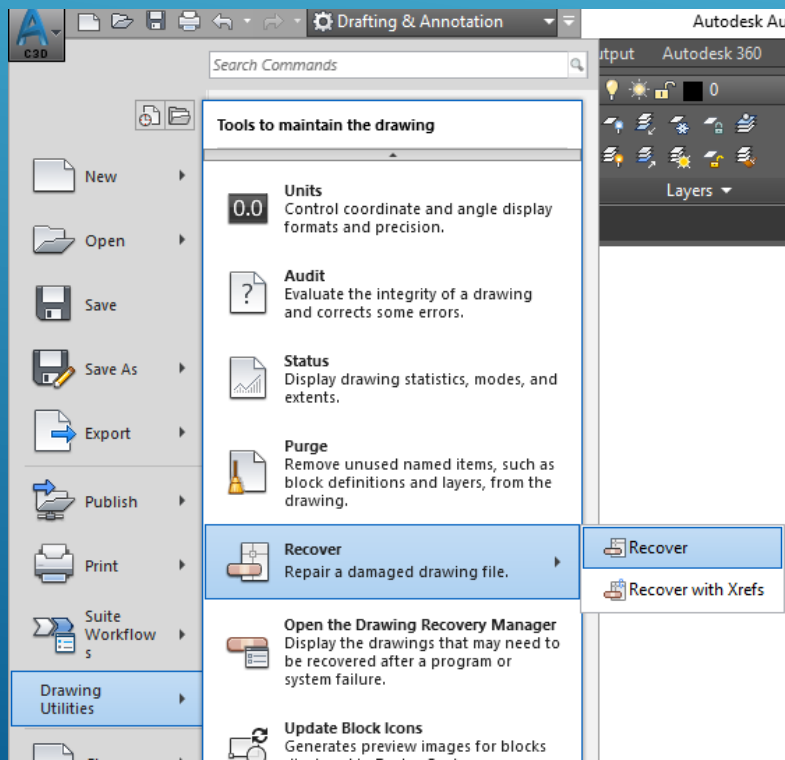 Drafting & Annotation
Autodesk Au
C3D
Search Commands
utput Autodesk 360
0
Tools to maintain the drawing
New
Open
Save
Save As
Export
Publish
Print
Suite
Workflow
s
Drawing
Utilities
0.0
Units
Control coordinate and angle display
formats and precision.
Audit
Evaluate the integrity of a drawing
and corrects some errors.
Status
Display drawing statistics, modes, and
extents.
Purge
Remove unused named items, such as
block definitions and layers, from the
drawing.
Recover
Repair a damaged drawing file.
Open the Drawing Recovery Manager
Display the drawings that may need to
be recovered after a program or
system failure.
Update Block Icons
Generates preview images for blocks
Layers
Recover
Recover with Xrefs